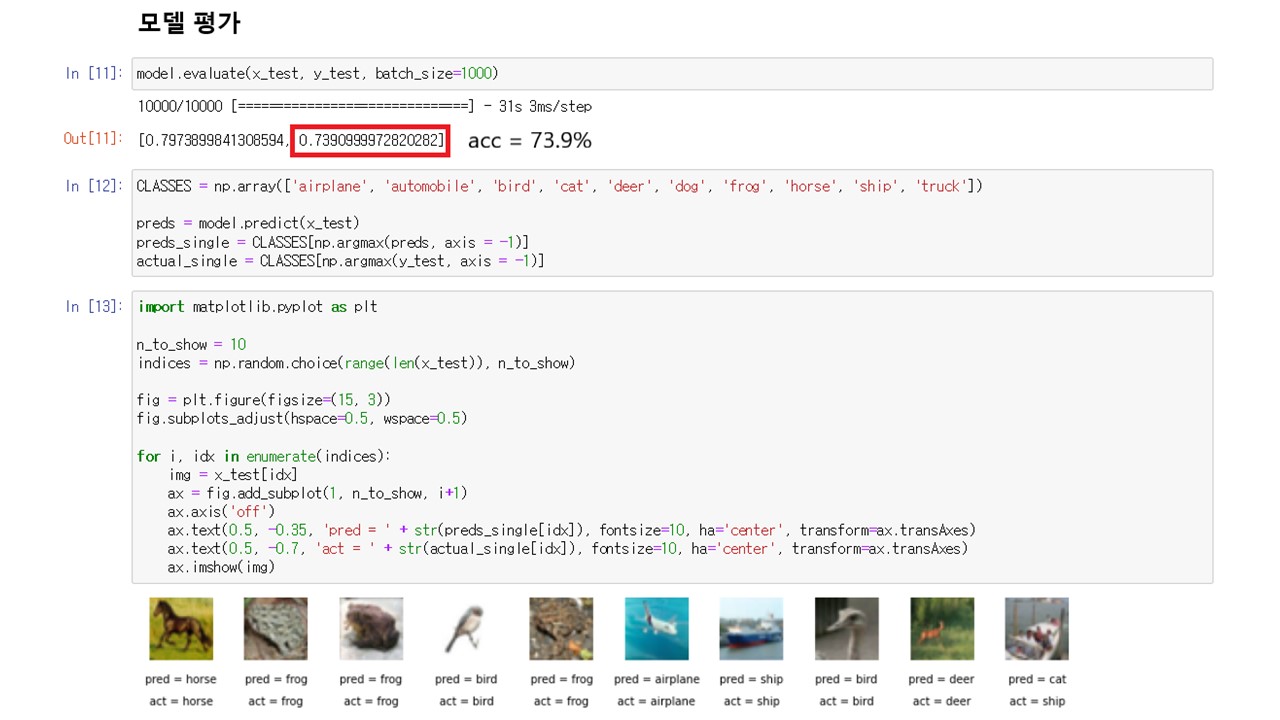 모델 평가
In [11]: model.evaluate(x_test, y_test, batch_size=1000)
10000/10000 [==============================] - 31s 3ms/step
Out[11]: [0.7973899841308594, 0.7390999972820282] acc = 73.9%
In [12]: CLASSES = np.array(['airplane', 'automobile', 'bird', 'cat', 'deer', 'dog', 'frog', 'horse', 'ship', 'truck'])
preds = model.predict(x_test)
preds_single = CLASSES[np.argmax(preds, axis = -1)]
actual_single = CLASSES[np.argmax(y_test, axis = -1)]
In [13]: import matplotlib.pyplot as plt
n_to_show = 10
indices = np.random.choice(range(len(x_test)), n_to_show)
fig = plt.figure(figsize=(15, 3))
fig.subplots_adjust(hspace=0.5, wspace=0.5)
for i, idx in enumerate(indices):
    img = x_test[idx]
    ax = fig.add_subplot(1, n_to_show, i+1)
    ax.axis('off')
    ax.text(0.5, -0.35, 'pred = ' + str(preds_single[idx]), fontsize=10, ha='center', transform=ax.transAxes)
    ax.text(0.5, -0.7, 'act = ' + str(actual_single[idx]), fontsize=10, ha='center', transform=ax.transAxes)
    ax.imshow(img)
pred = horse pred = frog pred = frog pred = bird pred = frog pred = airplane pred = ship pred = bird pred = deer pred = cat
act = horse act = frog act = frog act = bird act = frog act = airplane act = ship act = bird act = deer act = ship